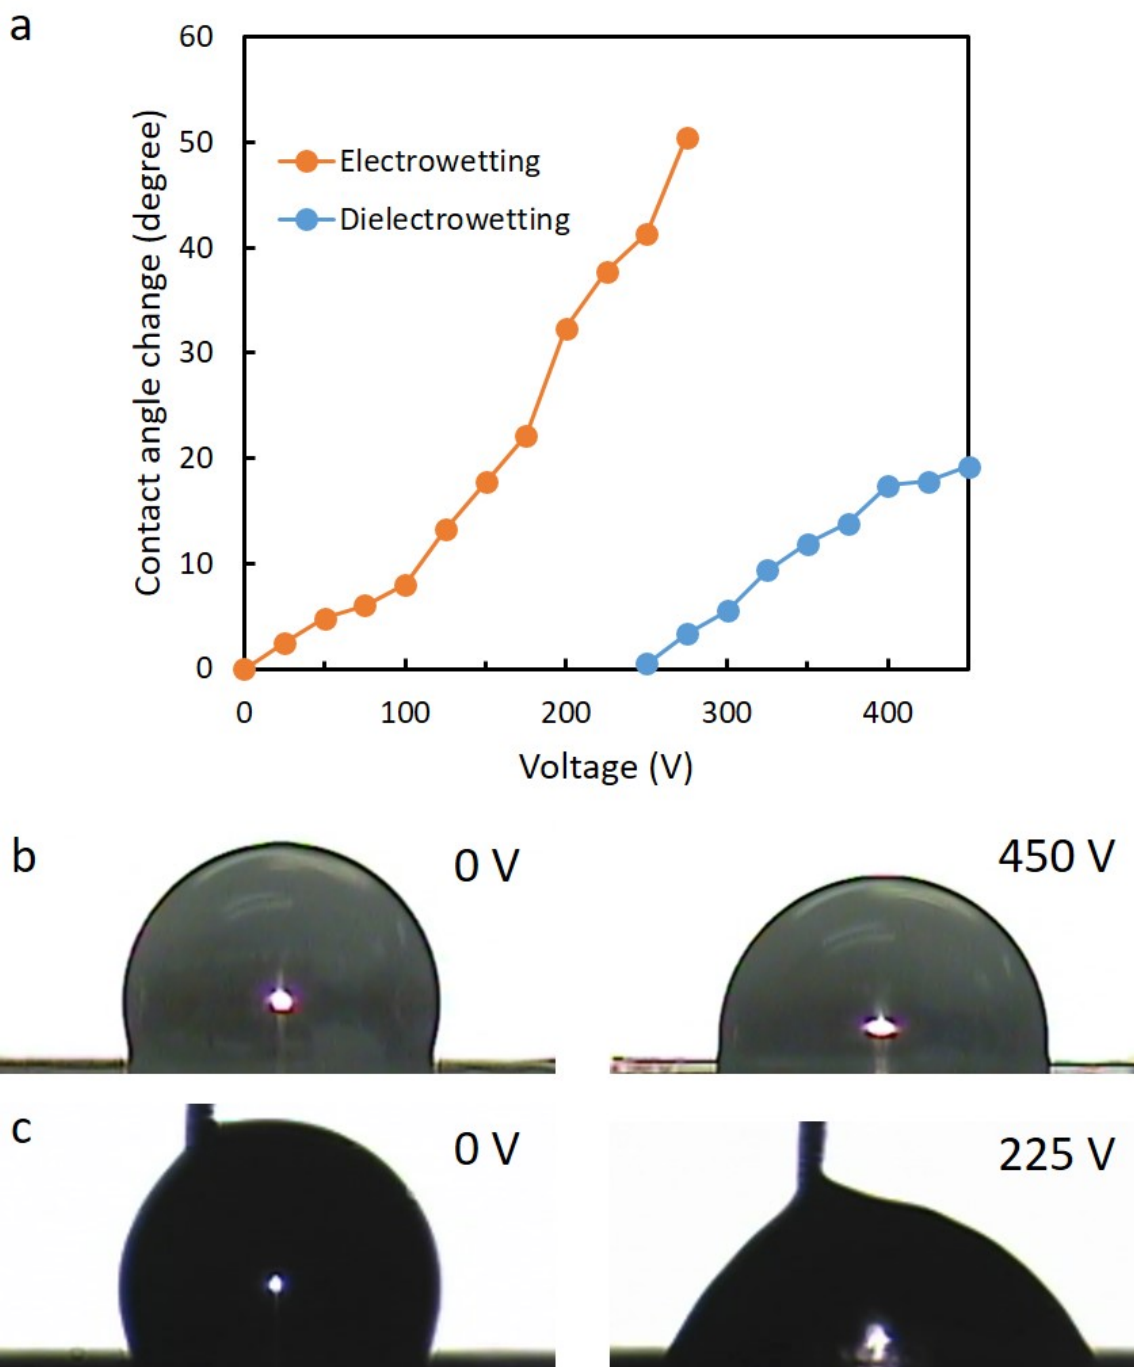 a
60
50
40
30
20
10
0
Contact angle change (degree)
Electrowetting
Dielectrowetting
0 100 200 300 400
Voltage (V)
b
0 V
450 V
c
0 V
225 V